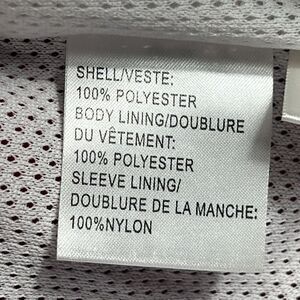 SHELL/VESTE:
100% POLYESTER
BODY LINING/DOUBLURE
DU VÊTEMENT:
100% POLYESTER
SLEEVE LINING/
DOUBLURE DE LA MANCHE:
100%NYLON